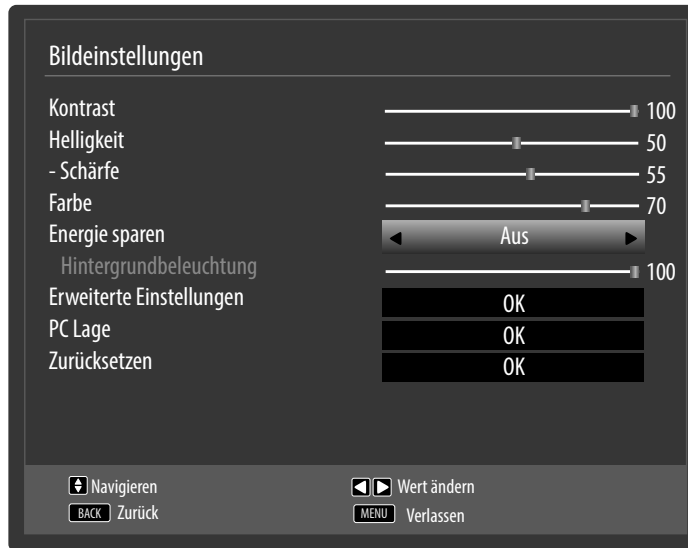 Bildeinstellungen
Kontrast 100
Helligkeit 50
- Schärfe 55
Farbe 70
Energie sparen Aus
Hintergrundbeleuchtung 100
Erweiterte Einstellungen OK
PC Lage OK
Zurücksetzen OK
Navigieren Wert ändern
BACK Zurück MENU Verlassen